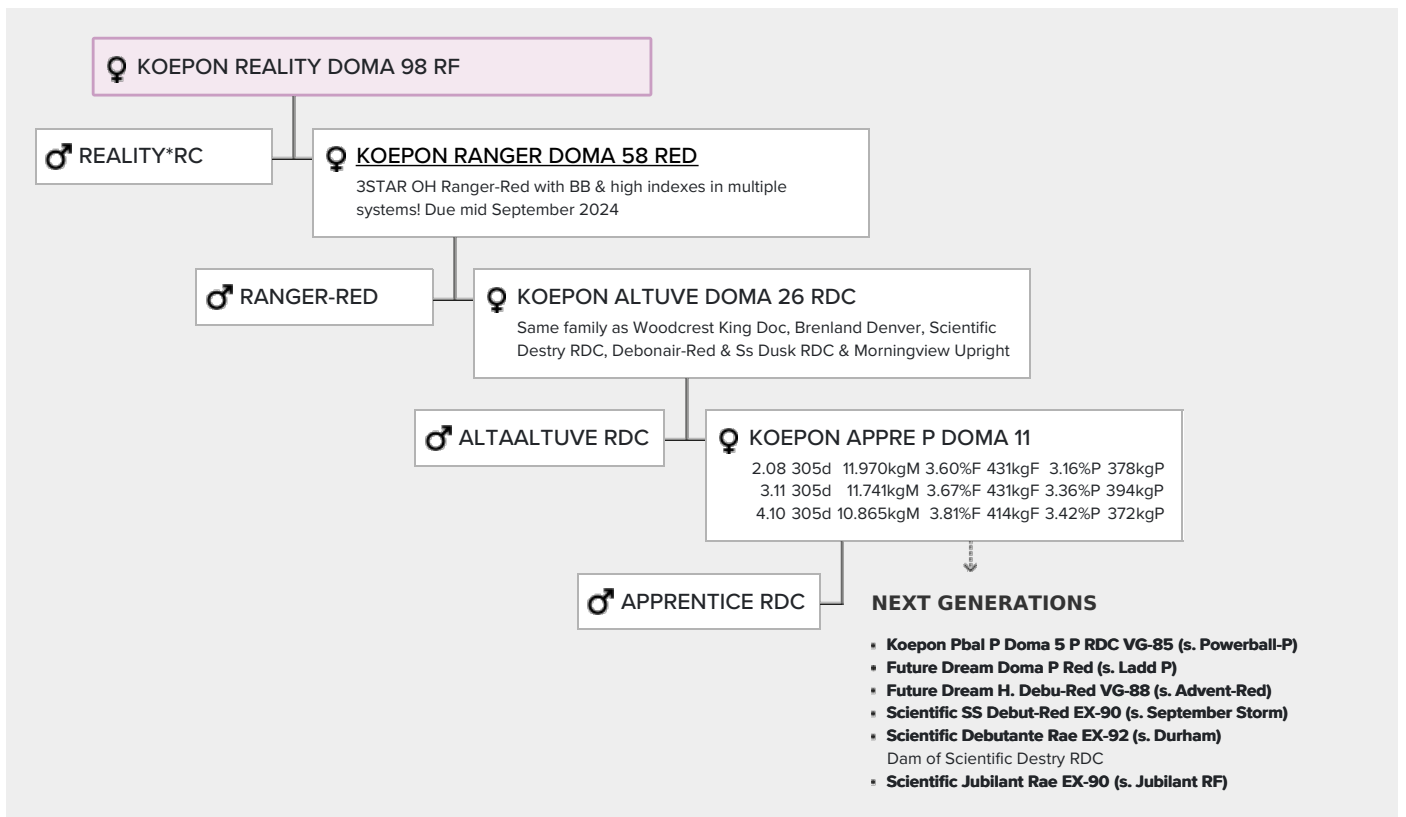 KOEPON REALITY DOMA 98 RF
REALITY*RC
KOEPON RANGER DOMA 58 RED
3STAR OH Ranger-Red with BB & high indexes in multiple
systems! Due mid September 2024
RANGER-RED
KOEPON ALTUVE DOMA 26 RDC
Same family as Woodcrest King Doc, Brenland Denver, Scientific
Destry RDC, Debonair-Red & Ss Dusk RDC & Morningview Upright
ALTAALTUVE RDC
KOEPON APPRE P DOMA 11
2.08 305d 11.970kgM 3.60%F 431kgF 3.16%P 378kgP
3.11 305d 11.741kgM 3.67%F 431kgF 3.36%P 394kgP
4.10 305d 10.865kgM 3.81%F 414kgF 3.42%P 372kgP
APPRENTICE RDC
NEXT GENERATIONS
Koepon Pbal P Doma 5 P RDC VG-85 (s. Powerball-P)
Future Dream Doma P Red (s. Ladd P)
Future Dream H. Debu-Red VG-88 (s. Advent-Red)
Scientific SS Debut-Red EX-90 (s. September Storm)
Scientific Debutante Rae EX-92 (s. Durham)
Dam of Scientific Destry RDC
Scientific Jubilant Rae EX-90 (s. Jubilant RF)